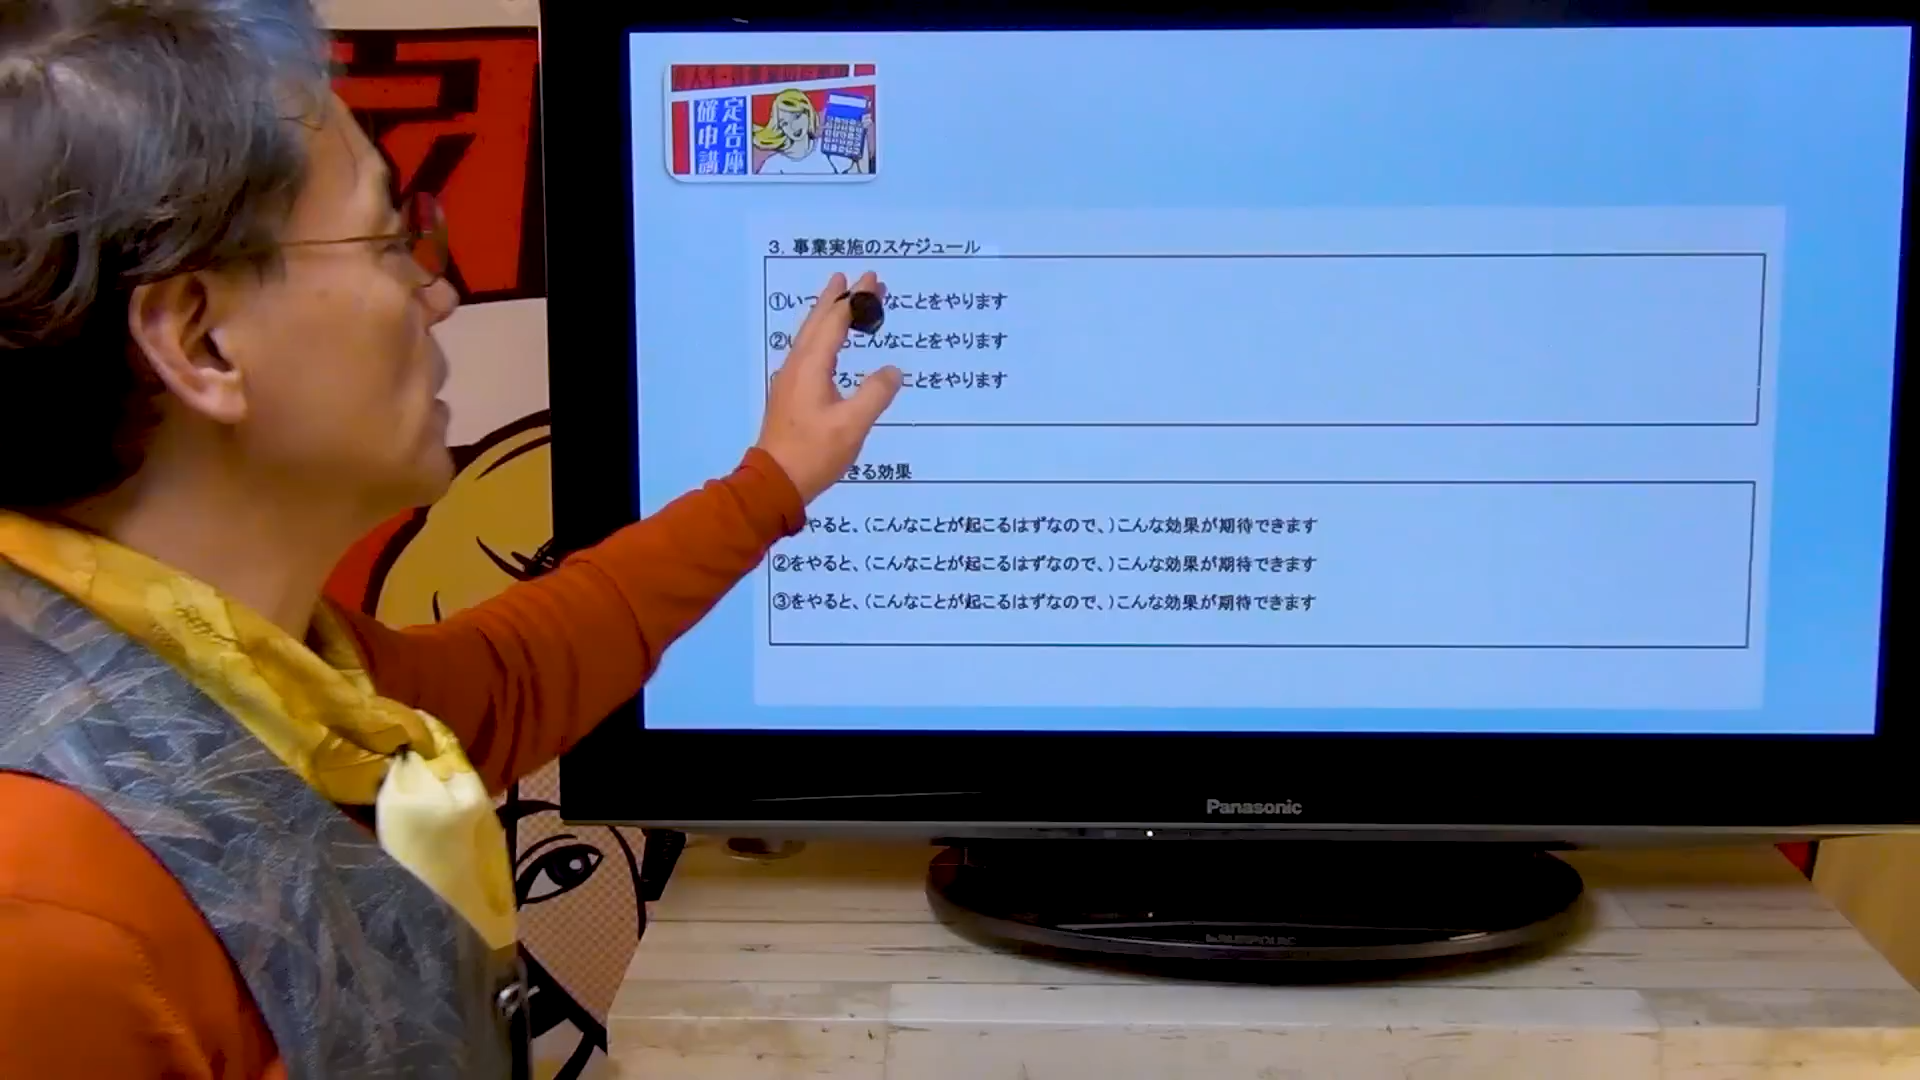 確定
申告
講座
3. 事業実施のスケジュール
①いつ なことをやります
② ろこんなことをやります
ろこ ことをやります
きる効果
やると、(こんなことが起こるはずなので、)こんな効果が期待できます
②をやると、(こんなことが起こるはずなので、)こんな効果が期待できます
③をやると、(こんなことが起こるはずなので、)こんな効果が期待できます
Panasonic